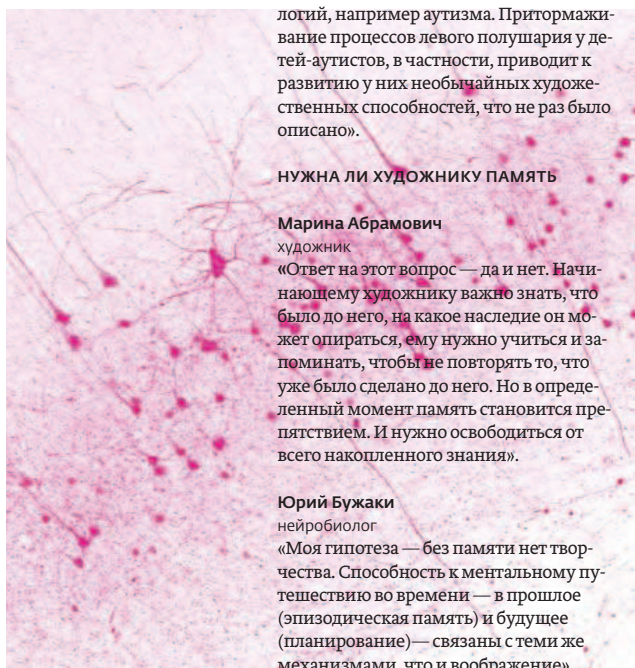 логий, например аутизма. Притормажи-
вание процессов левого полушария у де-
тей-аутистов, в частности, приводит к
развитию у них необычайных художе-
ственных способностей, что не раз было
описано».
НУЖНА ЛИ ХУДОЖНИКУ ПАМЯТЬ
Марина Абрамович
художник
«Ответ на этот вопрос — да и нет. Начи-
нающему художнику важно знать, что
было до него, на какое наследие он мо-
жет опираться, ему нужно учиться и за-
поминать, чтобы не повторять то, что
уже было сделано до него. Но в опреде-
ленный момент память становится пре-
пятствием. И нужно освободиться от
всего накопленного знания».
Юрий Бужаки
нейробиолог
«Моя гипотеза — без памяти нет твор-
чества. Способность к ментальному пу-
тешествию во времени — в прошлое
(эпизодическая память) и будущее
(планирование)— связаны с теми же
механизмами, что и воображение».